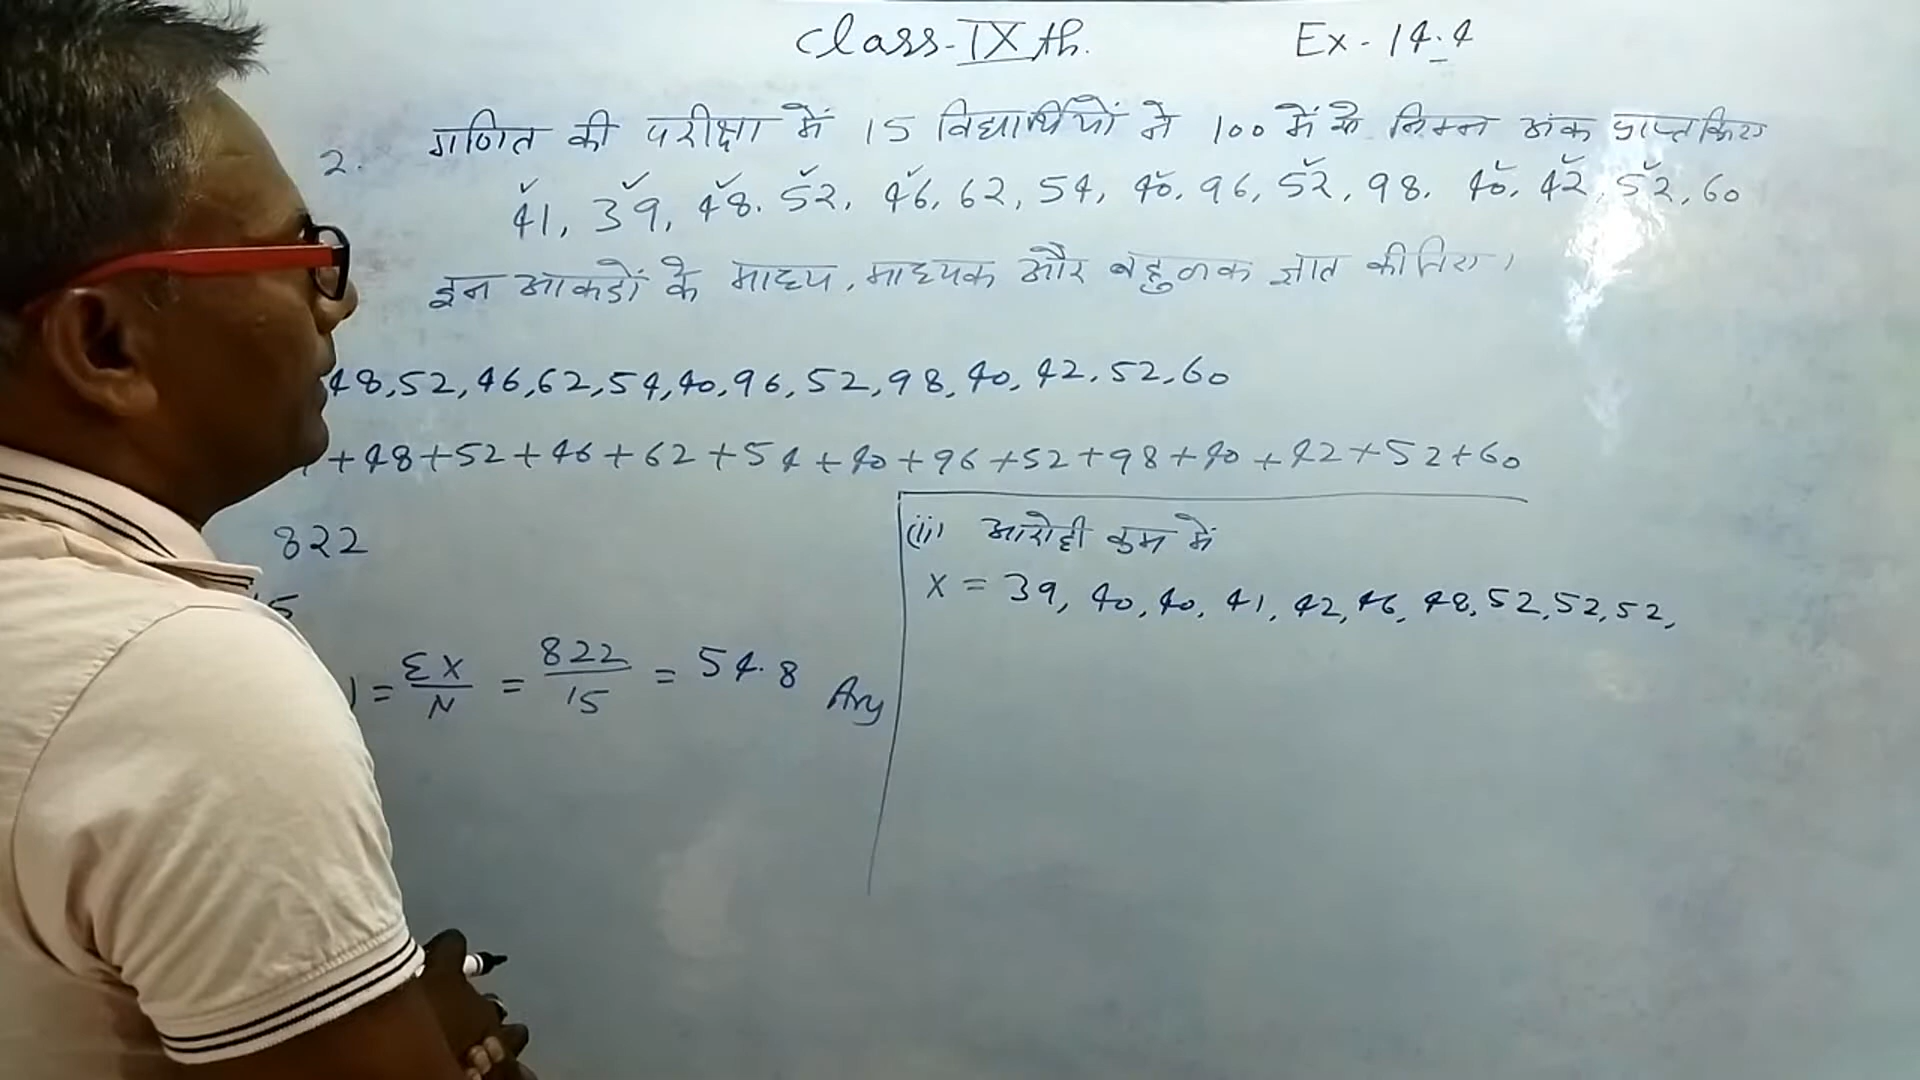 Class-IXth. Ex-14.4
2. गणित की परीक्षा में 15 विद्यार्थियों ने 100 में से निम्न अंक प्राप्त किए
41, 39, 48, 52, 46, 62, 54, 40, 96, 52, 98, 40, 42, 52, 60
इन आकडों के माध्य, माध्यक और बहुलक ज्ञात कीजिए।
48, 52, 46, 62, 54, 40, 96, 52, 98, 40, 42, 52, 60
+48+52+46+62+54+40+96+52+98+40+42+52+60
822
15
= ΣX/N = 822/15 = 54.8 Ans
(ii) आरोही क्रम में
X = 39, 40, 40, 41, 42, 46, 48, 52, 52, 52,